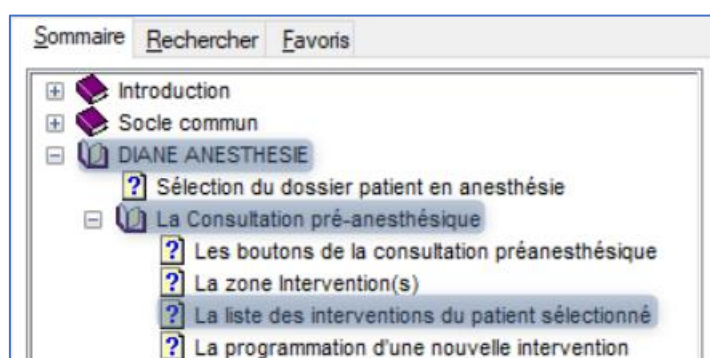 Sommaire Rechercher Favoris
Introduction
Socle commun
DIANE ANESTHESIE
Sélection du dossier patient en anesthésie
La Consultation pré-anesthésique
Les boutons de la consultation préanesthésique
La zone Intervention(s)
La liste des interventions du patient sélectionné
La programmation d'une nouvelle intervention